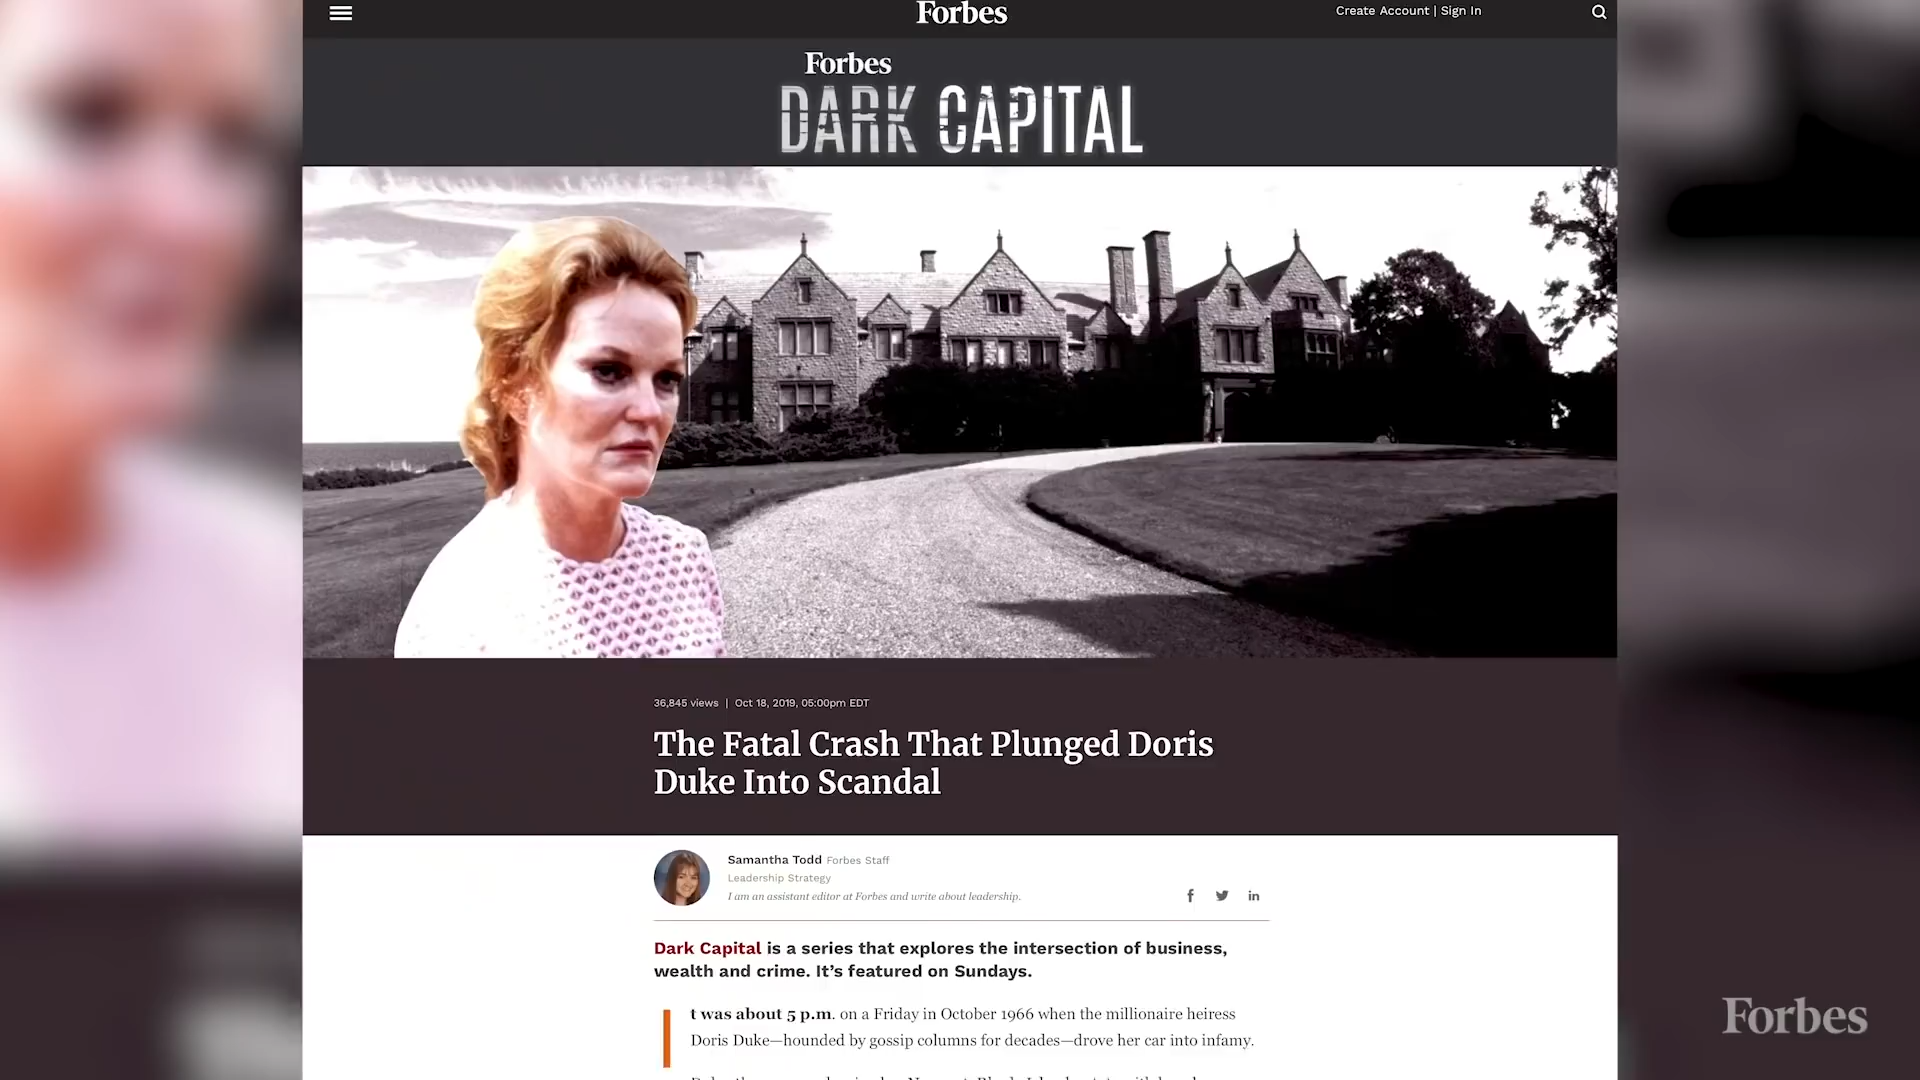 Forbes
Create Account | Sign In
Forbes
DARK CAPITAL
36,845 views | Oct 18, 2019, 05:00pm EDT
The Fatal Crash That Plunged Doris
Duke Into Scandal
Samantha Todd Forbes Staff
Leadership Strategy
I am an assistant editor at Forbes and write about leadership.
Dark Capital is a series that explores the intersection of business,
wealth and crime. It’s featured on Sundays.
I t was about 5 p.m. on a Friday in October 1966 when the millionaire heiress
Doris Duke—hounded by gossip columns for decades—drove her car into infamy.
Forbes